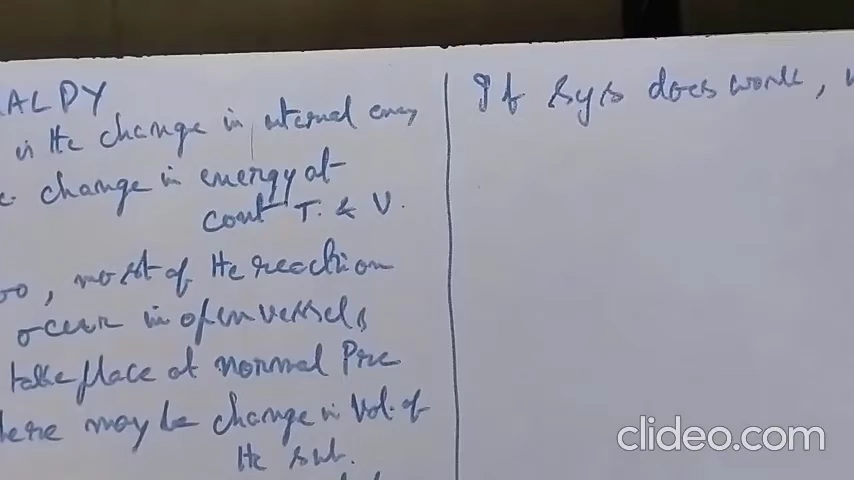 ALPY
is the change in internal energy
change in energy at
const T. & V.
, most of the reaction
occur in open vessels
take place at normal Pre
there may be change in Vol. of
the sub.
If sys does work,
clideo.com